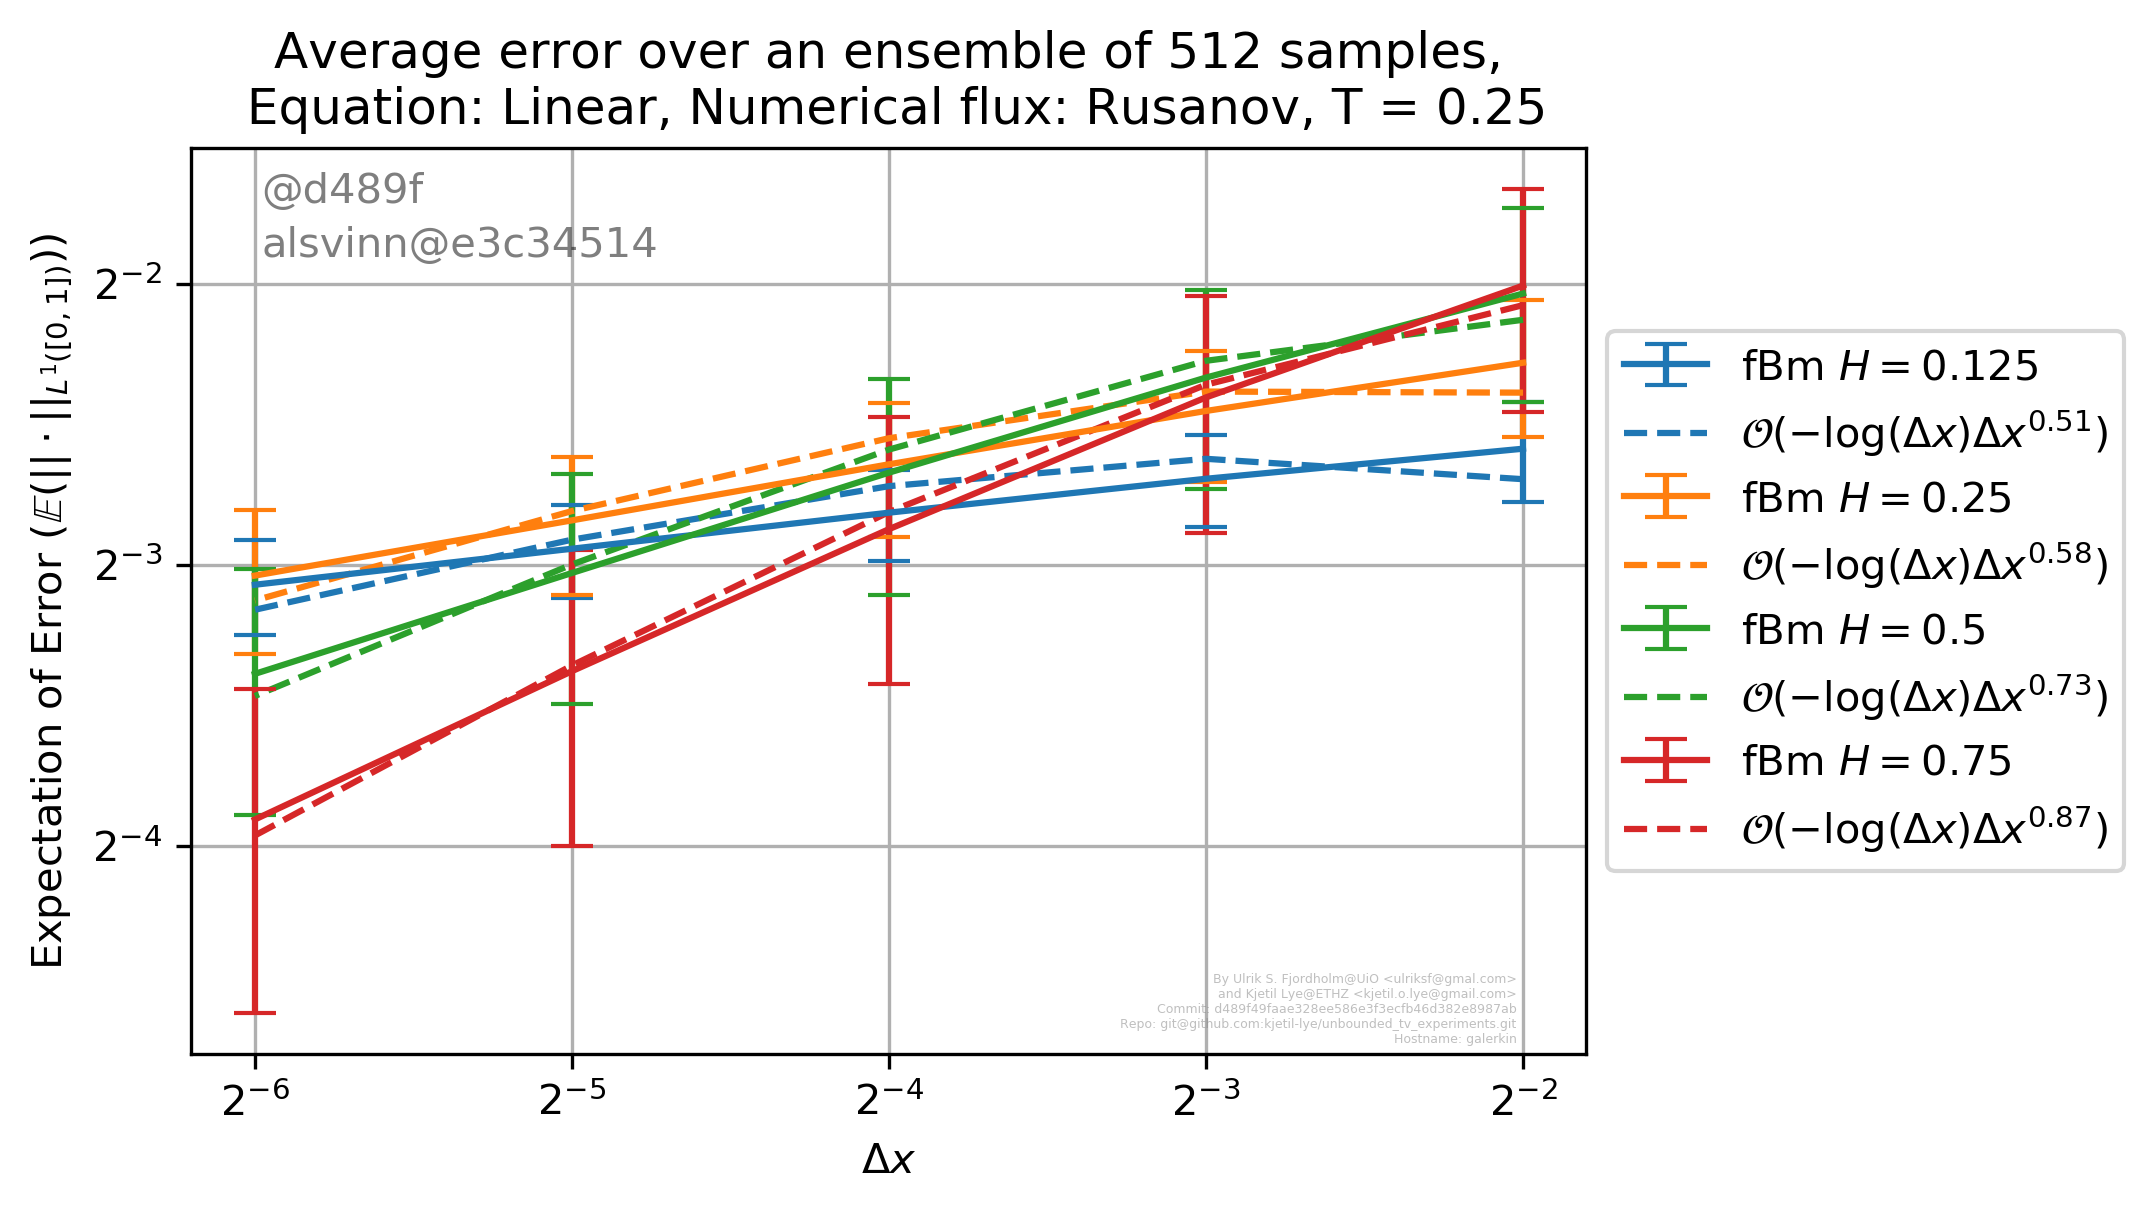 Average error over an ensemble of 512 samples,
Equation: Linear, Numerical flux: Rusanov, T = 0.25
@d489f
alsvinn@e3c34514
Expectation of Error (𝔼(||·||_{L^1([0,1])}))
2^{-2}
2^{-3}
2^{-4}
2^{-6}
2^{-5}
2^{-4}
2^{-3}
2^{-2}
Δx
fBm H = 0.125
𝒪(−log(Δx)Δx^{0.51})
fBm H = 0.25
𝒪(−log(Δx)Δx^{0.58})
fBm H = 0.5
𝒪(−log(Δx)Δx^{0.73})
fBm H = 0.75
𝒪(−log(Δx)Δx^{0.87})
By Ulrik S. Fjordholm@UiO <ulriksf@gmal.com>
and Kjetil Lye@ETHZ <kjetil.o.lye@gmail.com>
Commit: d489f49faae328ee586e3f3ecfb46d382e8987ab
Repo: git@github.com:kjetil-lye/unbounded_tv_experiments.git
Hostname: galerkin